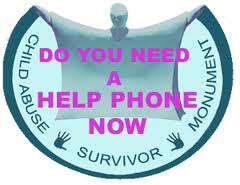 DO YOU NEED
A
HELP PHONE
NOW
CHILD ABUSE
SURVIVOR
MONUMENT